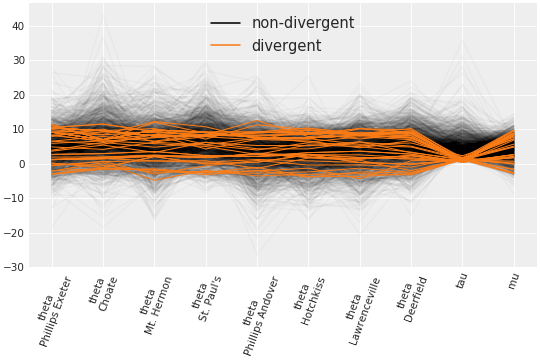 non-divergent
divergent
40
30
20
10
0
−10
−20
−30
theta
Phillips Exeter
theta
Choate
theta
Mt. Hermon
theta
St. Paul's
theta
Phillips Andover
theta
Hotchkiss
theta
Lawrenceville
theta
Deerfield
tau
mu